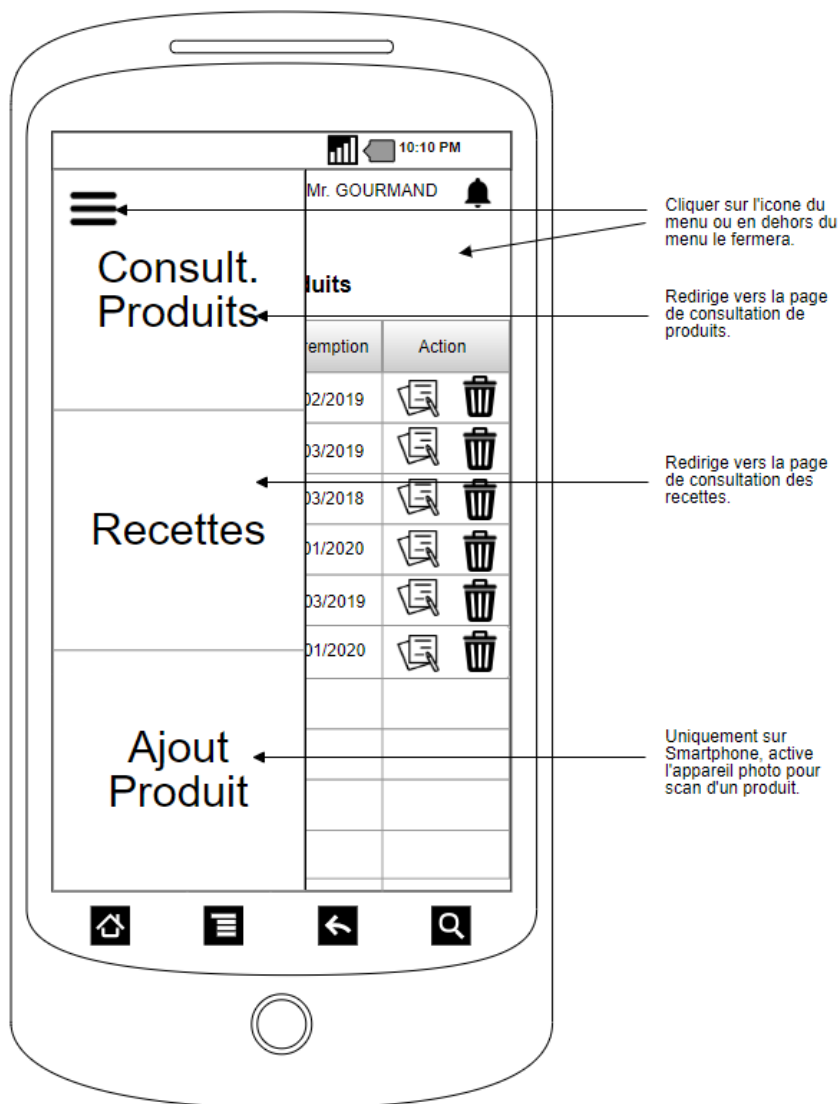 10:10 PM
Mr. GOURMAND
Consult.
Produits
duits
remption
Action
02/2019
03/2019
03/2018
01/2020
03/2019
01/2020
Recettes
Ajout
Produit
Cliquer sur l'icone du
menu ou en dehors du
menu le fermera.
Redirige vers la page
de consultation de
produits.
Redirige vers la page
de consultation des
recettes.
Uniquement sur
Smartphone, active
l'appareil photo pour
scan d'un produit.